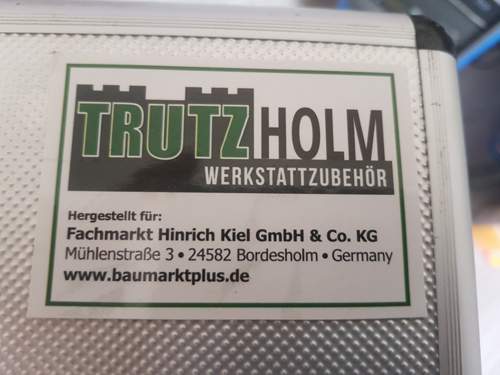 TRUTZHOLM
WERKSTATTZUBEHÖR
Hergestellt für:
Fachmarkt Hinrich Kiel GmbH & Co. KG
Mühlenstraße 3 • 24582 Bordesholm • Germany
www.baumarktplus.de